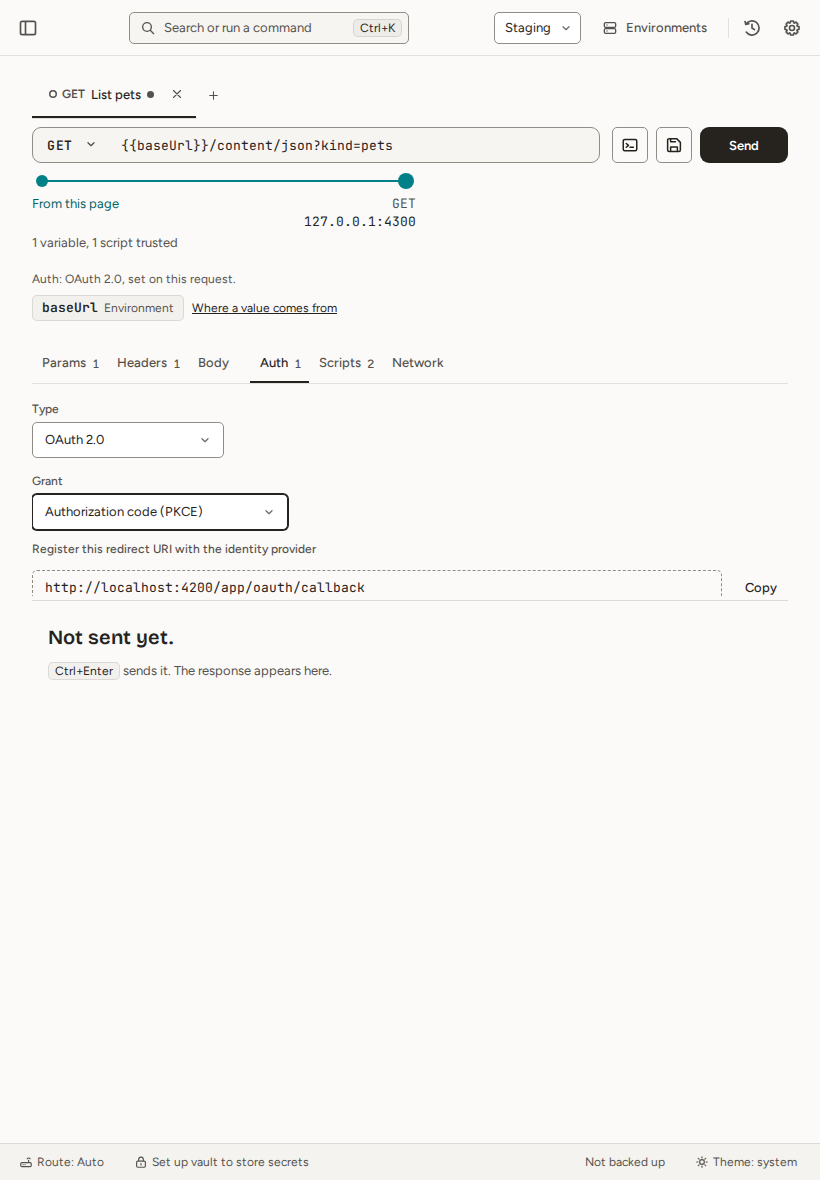 Search or run a command Ctrl+K Staging Environments
GET List pets
GET {{baseUrl}}/content/json?kind=pets Send
From this page GET
127.0.0.1:4300
1 variable, 1 script trusted
Auth: OAuth 2.0, set on this request.
baseUrl Environment Where a value comes from
Params 1 Headers 1 Body Auth 1 Scripts 2 Network
Type
OAuth 2.0
Grant
Authorization code (PKCE)
Register this redirect URI with the identity provider
http://localhost:4200/app/oauth/callback Copy
Not sent yet.
Ctrl+Enter sends it. The response appears here.
Route: Auto Set up vault to store secrets Not backed up Theme: system